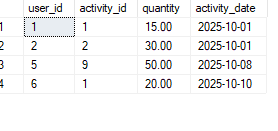 user_id activity_id quantity activity_date
1 1 1 15.00 2025-10-01
2 2 2 30.00 2025-10-01
3 5 9 50.00 2025-10-08
4 6 1 20.00 2025-10-10